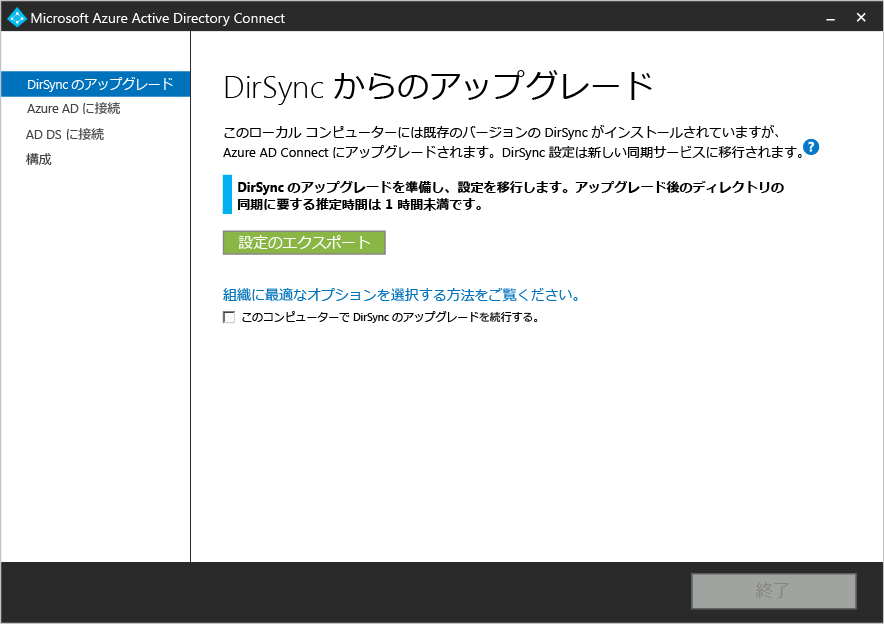 Microsoft Azure Active Directory Connect
DirSync のアップグレード
Azure AD に接続
AD DS に接続
構成
DirSync からのアップグレード
このローカル コンピューターには既存のバージョンの DirSync がインストールされていますが、
Azure AD Connect にアップグレードされます。DirSync 設定は新しい同期サービスに移行されます。
?
DirSync のアップグレードを準備し、設定を移行します。アップグレード後のディレクトリの
同期に要する推定時間は 1 時間未満です。
設定のエクスポート
組織に最適なオプションを選択する方法をご覧ください。
このコンピューターで DirSync のアップグレードを続行する。
終了